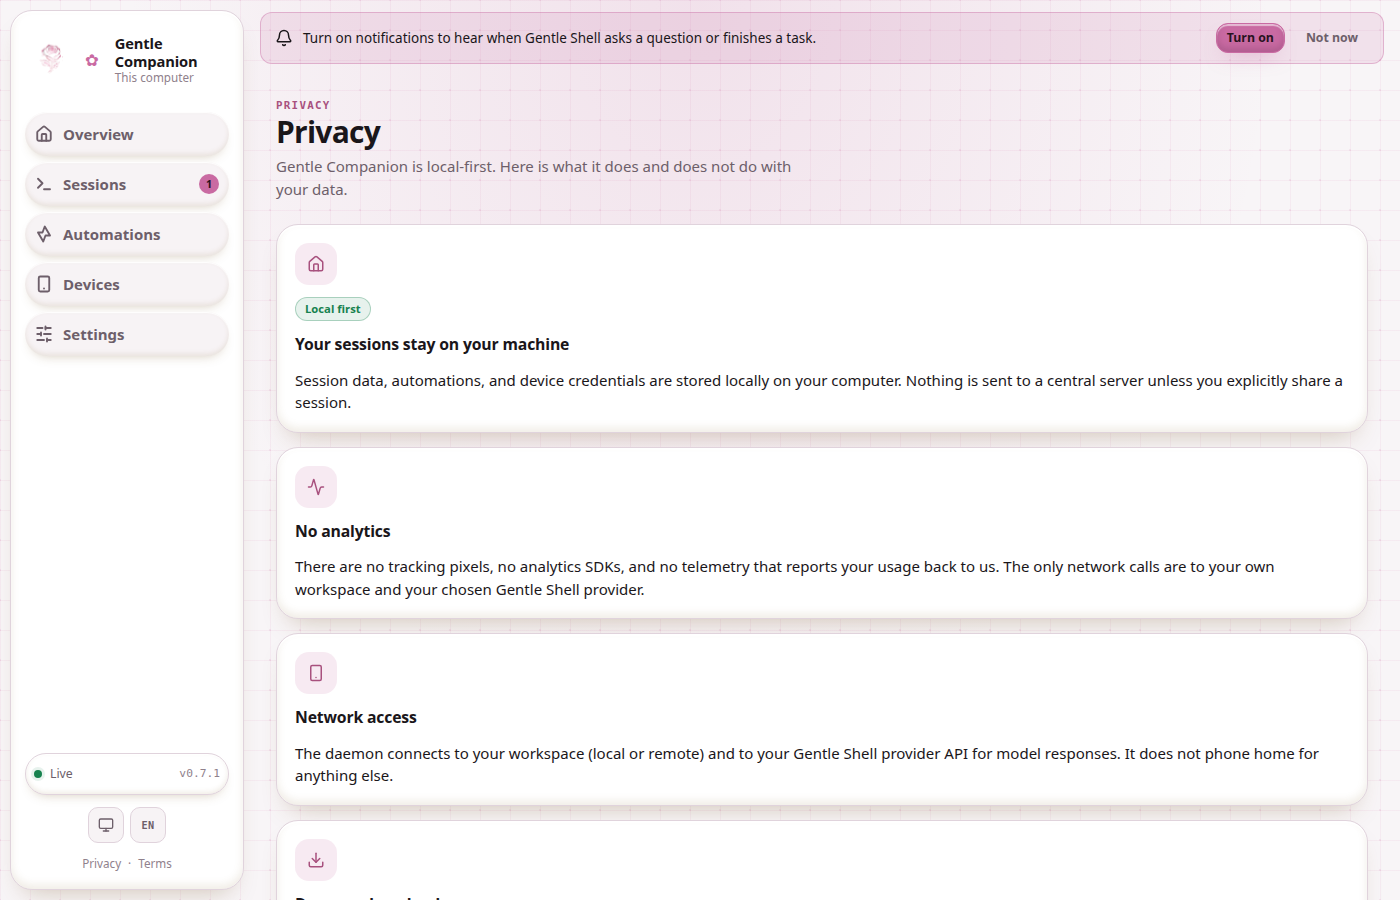 Gentle
Companion
This computer
Overview
Sessions
1
Automations
Devices
Settings
Live
v0.7.1
EN
Privacy · Terms
Turn on notifications to hear when Gentle Shell asks a question or finishes a task.
Turn on
Not now
PRIVACY
Privacy
Gentle Companion is local-first. Here is what it does and does not do with
your data.
Local first
Your sessions stay on your machine
Session data, automations, and device credentials are stored locally on your computer. Nothing is sent to a central server unless you explicitly share a
session.
No analytics
There are no tracking pixels, no analytics SDKs, and no telemetry that reports your usage back to us. The only network calls are to your own
workspace and your chosen Gentle Shell provider.
Network access
The daemon connects to your workspace (local or remote) and to your Gentle Shell provider API for model responses. It does not phone home for
anything else.